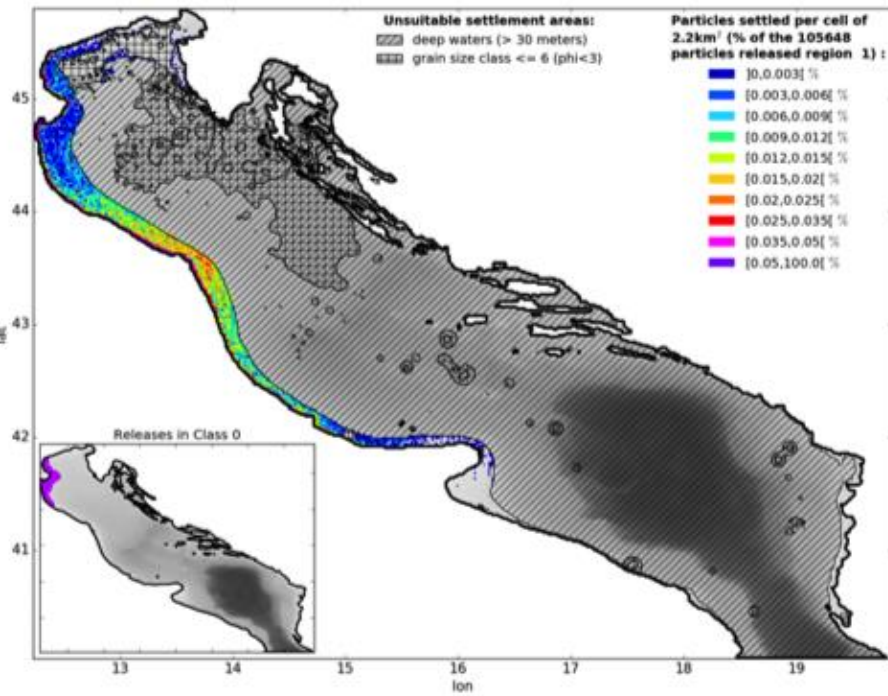 Unsuitable settlement areas:
deep waters (> 30 meters)
grain size class <= 6 (phi<3)
Particles settled per cell of
2.2km² (% of the 105648
particles released region 1) :
]0,0.003[ %
[0.003,0.006[ %
[0.006,0.009[ %
[0.009,0.012[ %
[0.012,0.015[ %
[0.015,0.02[ %
[0.02,0.025[ %
[0.025,0.035[ %
[0.035,0.05[ %
[0.05,100.0[ %
45
44
43
42
41
lat
Releases in Class 0
13 14 15 16 17 18 19
lon